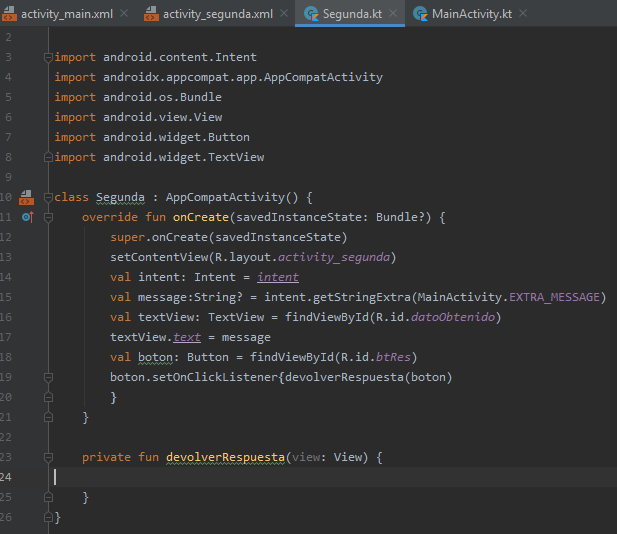 activity_main.xml activity_segunda.xml Segunda.kt MainActivity.kt
2
3 import android.content.Intent
4 import androidx.appcompat.app.AppCompatActivity
5 import android.os.Bundle
6 import android.view.View
7 import android.widget.Button
8 import android.widget.TextView
9
10 class Segunda : AppCompatActivity() {
11 override fun onCreate(savedInstanceState: Bundle?) {
12 super.onCreate(savedInstanceState)
13 setContentView(R.layout.activity_segunda)
14 val intent: Intent = intent
15 val message:String? = intent.getStringExtra(MainActivity.EXTRA_MESSAGE)
16 val textView: TextView = findViewById(R.id.datoObtenido)
17 textView.text = message
18 val boton: Button = findViewById(R.id.btRes)
19 boton.setOnClickListener{devolverRespuesta(boton)
20 }
21 }
22
23 private fun devolverRespuesta(view: View) {
24
25 }
26 }